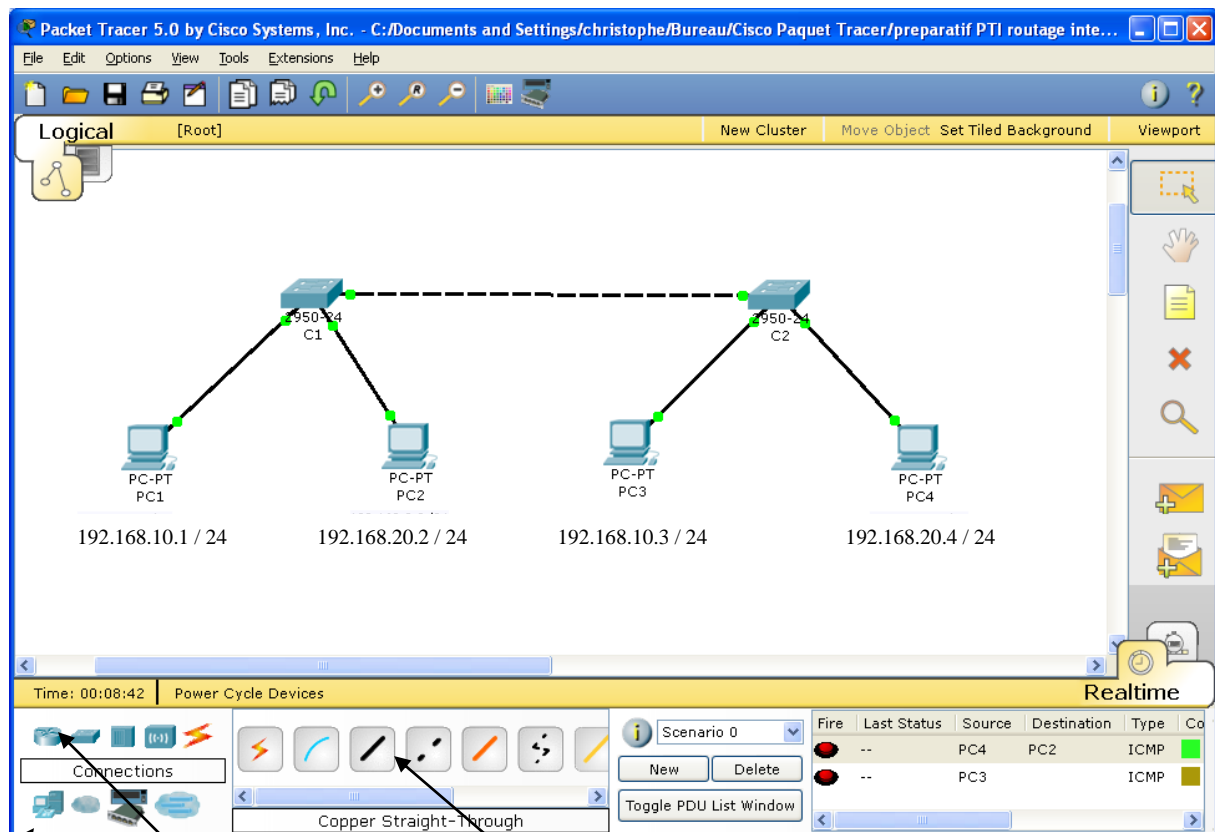 Packet Tracer 5.0 by Cisco Systems, Inc. - C:/Documents and Settings/christophe/Bureau/Cisco Paquet Tracer/preparatif PTI routage inte...
File Edit Options View Tools Extensions Help
Logical [Root] New Cluster Move Object Set Tiled Background Viewport
2950-24
C1
2950-24
C2
PC-PT
PC1
PC-PT
PC2
PC-PT
PC3
PC-PT
PC4
192.168.10.1 / 24
192.168.20.2 / 24
192.168.10.3 / 24
192.168.20.4 / 24
Time: 00:08:42 Power Cycle Devices Realtime
Connections
Copper Straight-Through
Scenario 0
New Delete
Toggle PDU List Window
Fire Last Status Source Destination Type Co
-- PC4 PC2 ICMP
-- PC3 ICMP